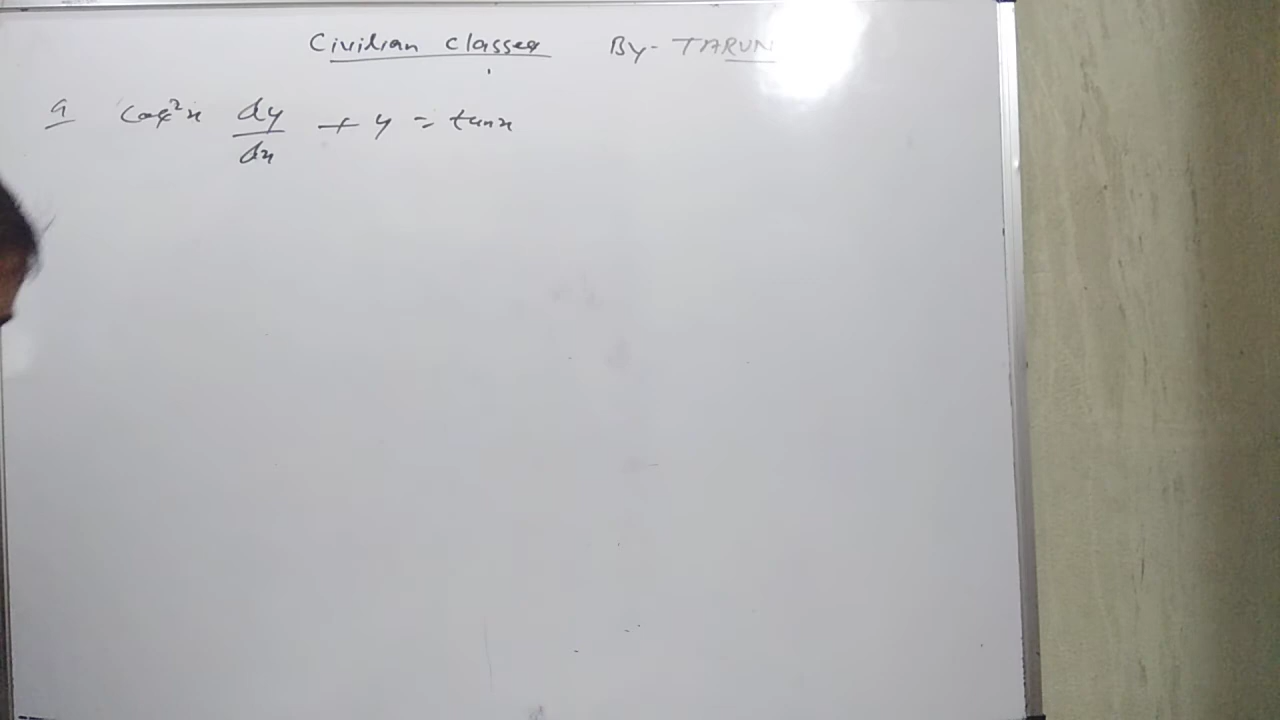 Civilian Classes By- TARUN
Q cos²x dy/dx + y = tanx